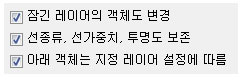 잠긴 레이어의 객체도 변경
선종류, 선가중치, 투명도 보존
아래 객체는 지정 레이어 설정에 따름